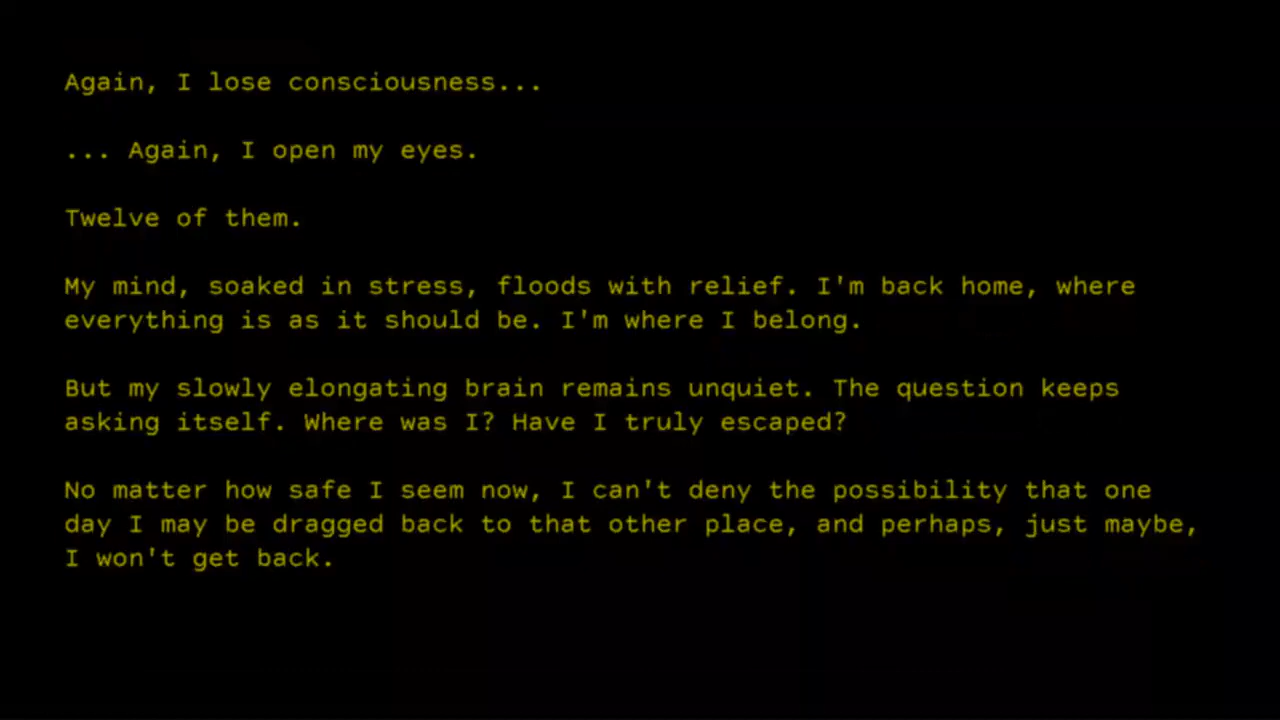 Again, I lose consciousness...
... Again, I open my eyes.
Twelve of them.
My mind, soaked in stress, floods with relief. I'm back home, where
everything is as it should be. I'm where I belong.
But my slowly elongating brain remains unquiet. The question keeps
asking itself. Where was I? Have I truly escaped?
No matter how safe I seem now, I can't deny the possibility that one
day I may be dragged back to that other place, and perhaps, just maybe,
I won't get back.